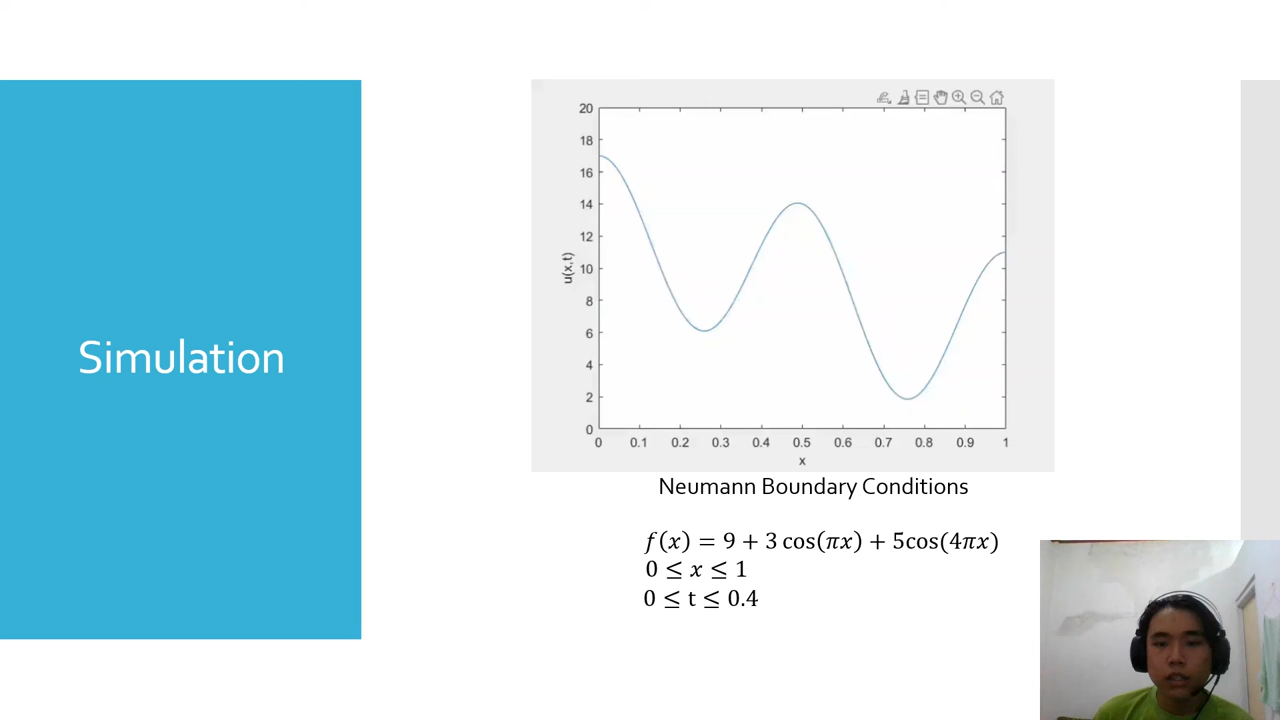 Simulation
20
18
16
14
12
10
8
6
4
2
0
u(x,t)
0 0.1 0.2 0.3 0.4 0.5 0.6 0.7 0.8 0.9 1
x
Neumann Boundary Conditions
f(x) = 9 + 3 cos(πx) + 5cos(4πx)
0 ≤ x ≤ 1
0 ≤ t ≤ 0.4